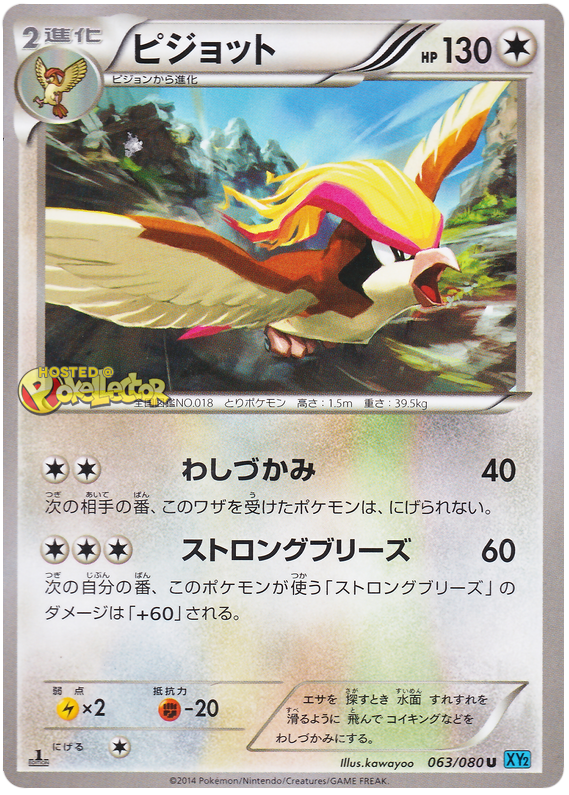 2進化
ピジョット
HP 130
ピジョンから進化
HOSTED @
PokeLector
全国図鑑NO.018 とりポケモン 高さ:1.5m 重さ:39.5kg
わしづかみ 40
次の相手の番、このワザを受けたポケモンは、にげられない。
ストロングブリーズ 60
次の自分の番、このポケモンが使う「ストロングブリーズ」の
ダメージは「+60」される。
弱点 抵抗力
×2 -20
にげる
エサを 探すとき 水面 すれすれを
滑るように 飛んで コイキングなどを
わしづかみにする。
1
EDITION
Illus.kawayoo 063/080 U XY2
©2014 Pokémon/Nintendo/Creatures/GAME FREAK.